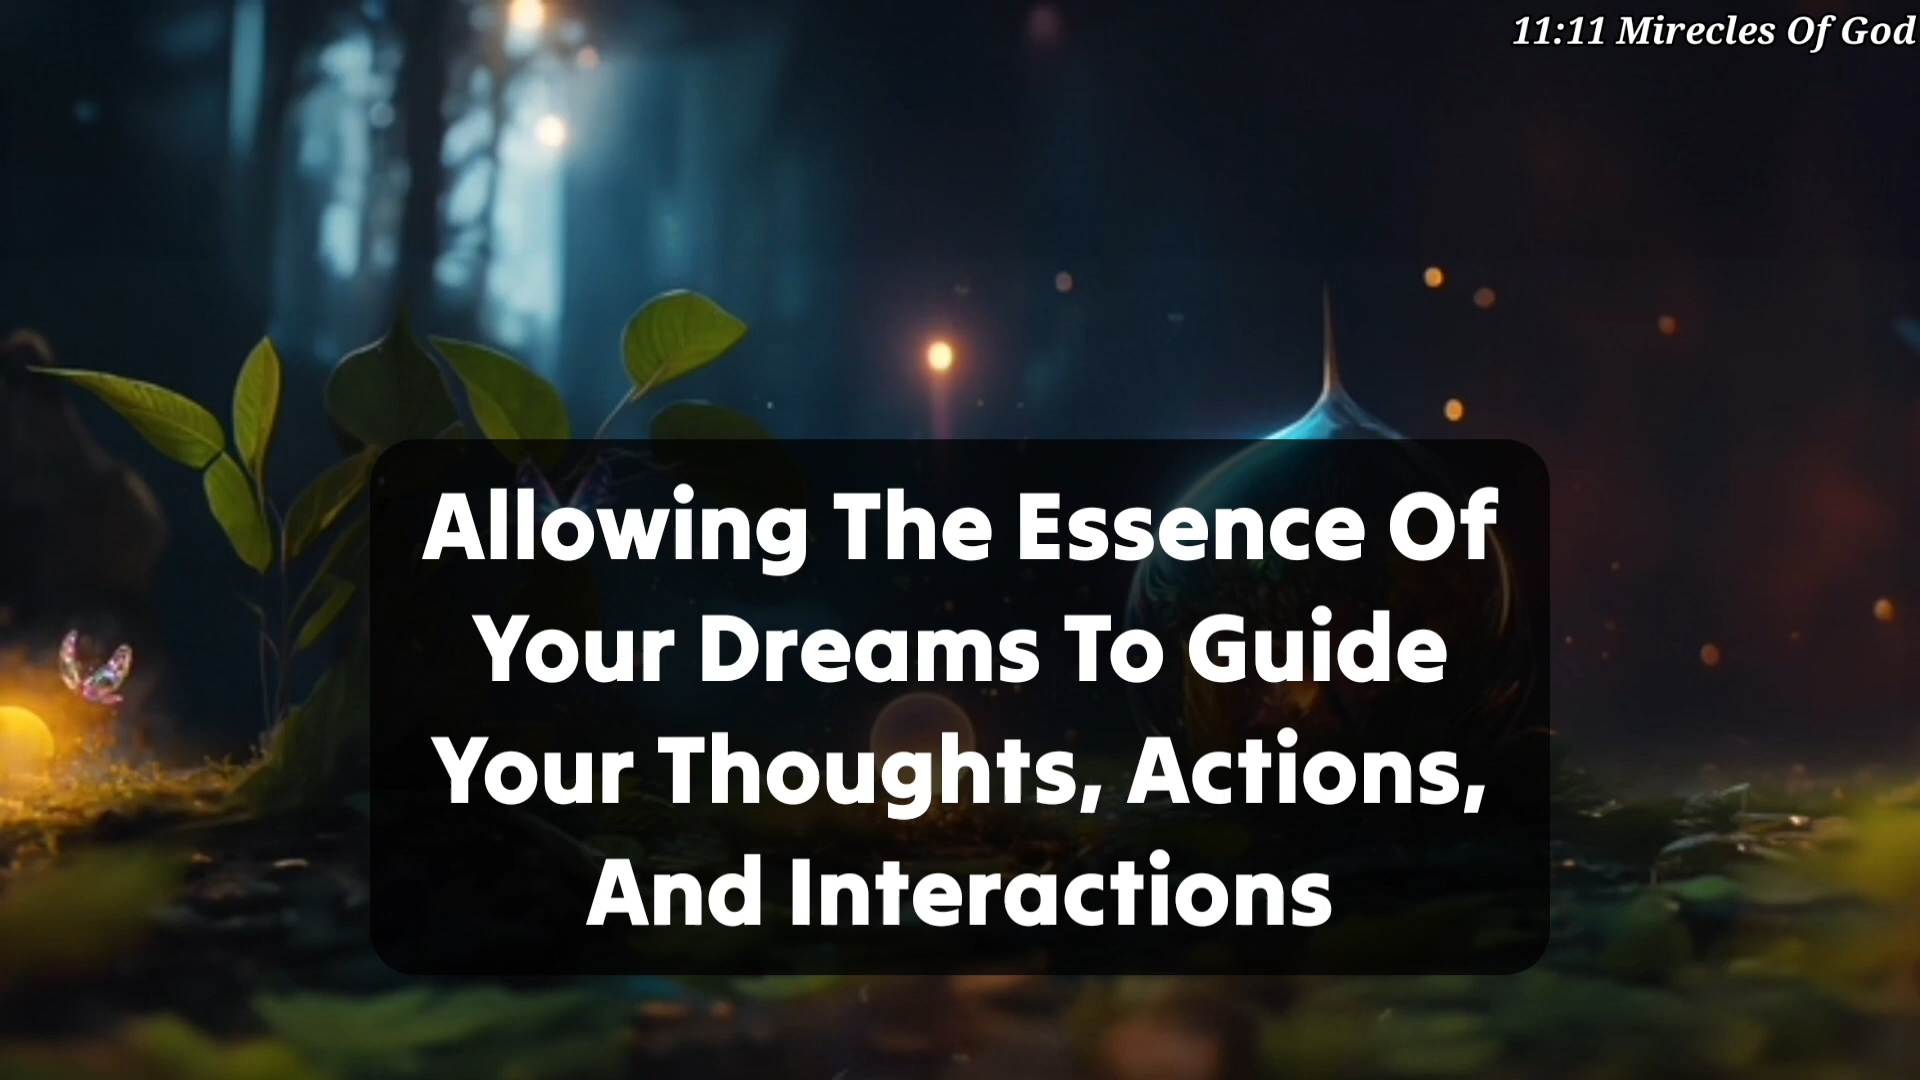 11:11 Mirecles Of God
Allowing The Essence Of
Your Dreams To Guide
Your Thoughts, Actions,
And Interactions